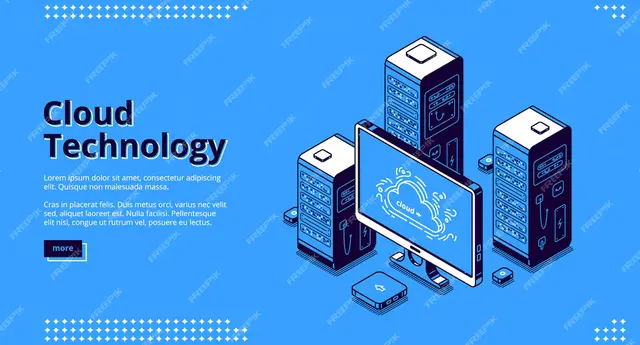 Cloud
Technology
Lorem ipsum dolor sit amet, consectetur adipiscing
elit. Quisque non malesuada massa.
Cras in placerat felis. Duis metus orci, varius nec velit
sed, aliquet laoreet ex. Nulla facilisi. Pellentesque
elit nisl, congue ut rutrum vel, posuere eu lectus.
more
cloud
FREEPIK